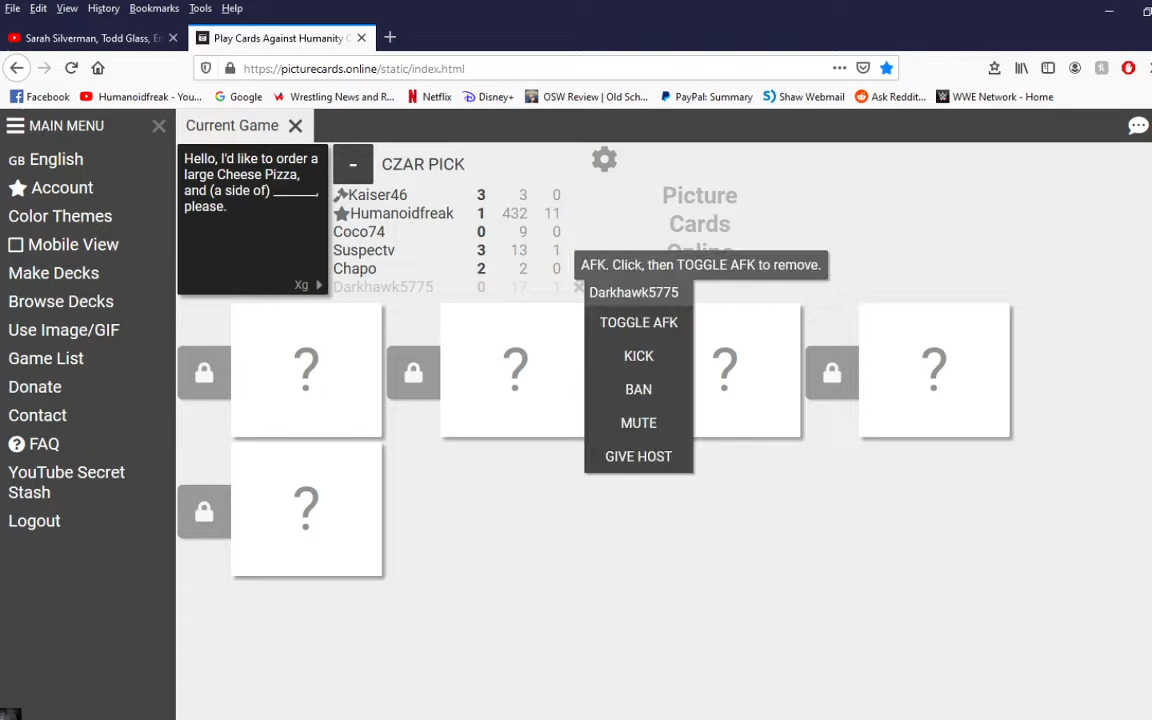 File Edit View History Bookmarks Tools Help
Sarah Silverman, Todd Glass, E
Play Cards Against Humanity
https://picturecards.online/static/index.html
Facebook Humanoidfreak - You... Google Wrestling News and R... Netflix Disney+ OSW Review | Old Sch... PayPal: Summary Shaw Webmail Ask Reddit... WWE Network - Home
MAIN MENU
Current Game
GB English
Account
Color Themes
Mobile View
Make Decks
Browse Decks
Use Image/GIF
Game List
Donate
Contact
FAQ
YouTube Secret
Stash
Logout
Hello, I'd like to order a
large Cheese Pizza,
and (a side of) ______,
please.
Xg
- CZAR PICK
Kaiser46 3 3 0
Humanoidfreak 1 432 11
Coco74 0 9 0
Suspectv 3 13 1
Chapo 2 2 0
Darkhawk5775 0 17 1
Picture
Cards
Online
AFK. Click, then TOGGLE AFK to remove.
Darkhawk5775
TOGGLE AFK
KICK
BAN
MUTE
GIVE HOST
? ? ? ?
?